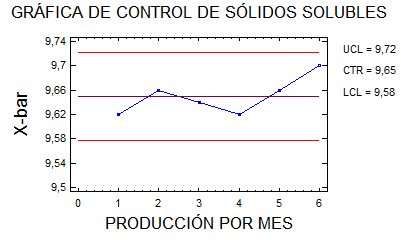 GRÁFICA DE CONTROL DE SÓLIDOS SOLUBLES
9,74
9,7
9,66
9,62
9,58
9,54
9,5
X-bar
0 1 2 3 4 5 6
PRODUCCIÓN POR MES
UCL = 9,72
CTR = 9,65
LCL = 9,58